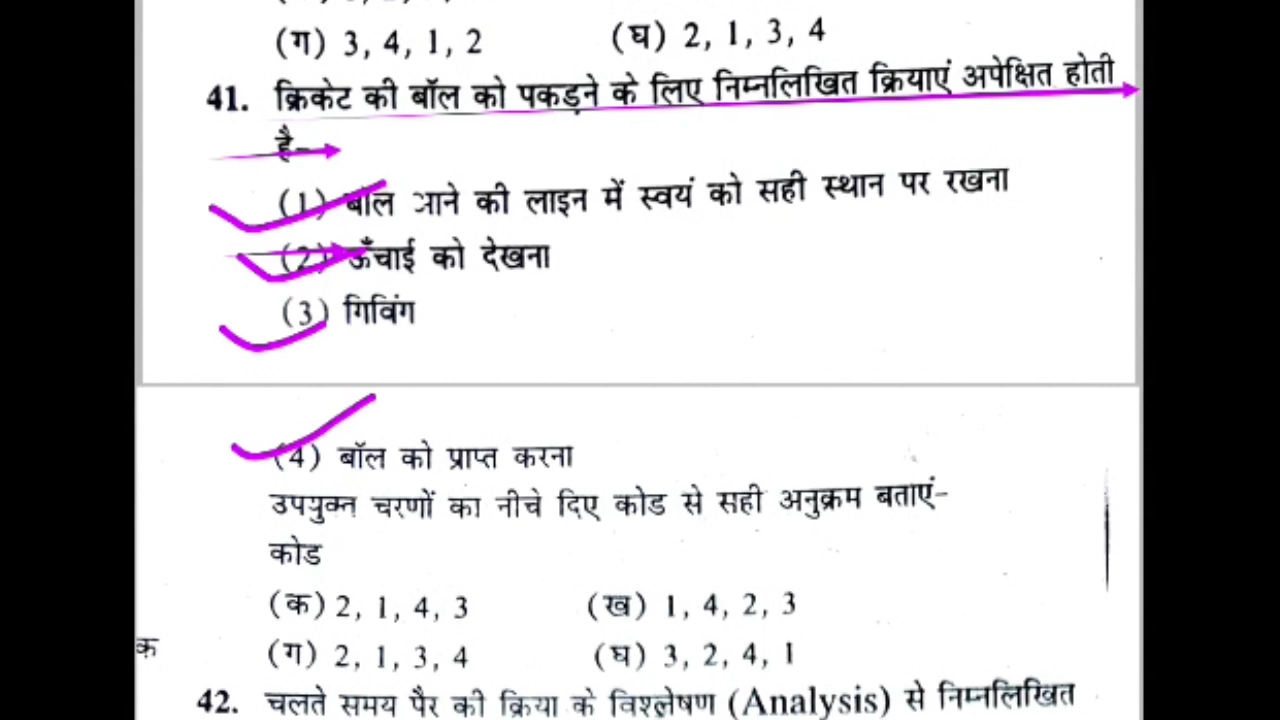 (ग) 3, 4, 1, 2 (घ) 2, 1, 3, 4
41. क्रिकेट की बॉल को पकड़ने के लिए निम्नलिखित क्रियाएं अपेक्षित होती
है-
(1) बॉल आने की लाइन में स्वयं को सही स्थान पर रखना
(2) ऊँचाई को देखना
(3) गिविंग
(4) बॉल को प्राप्त करना
उपयुक्त चरणों का नीचे दिए कोड से सही अनुक्रम बताएं-
कोड
(क) 2, 1, 4, 3 (ख) 1, 4, 2, 3
क
(ग) 2, 1, 3, 4 (घ) 3, 2, 4, 1
42. चलते समय पैर की क्रिया के विश्लेषण (Analysis) से निम्नलिखित